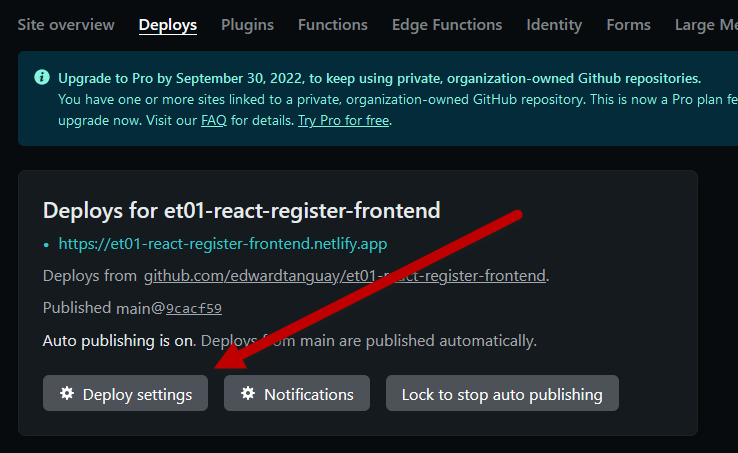 Site overview Deploys Plugins Functions Edge Functions Identity Forms Large Me
Upgrade to Pro by September 30, 2022, to keep using private, organization-owned Github repositories.
You have one or more sites linked to a private, organization-owned GitHub repository. This is now a Pro plan fe
upgrade now. Visit our FAQ for details. Try Pro for free.
Deploys for et01-react-register-frontend
• https://et01-react-register-frontend.netlify.app
Deploys from github.com/edwardtanguay/et01-react-register-frontend.
Published main@9cacf59
Auto publishing is on. Deploys from main are published automatically.
Deploy settings Notifications Lock to stop auto publishing